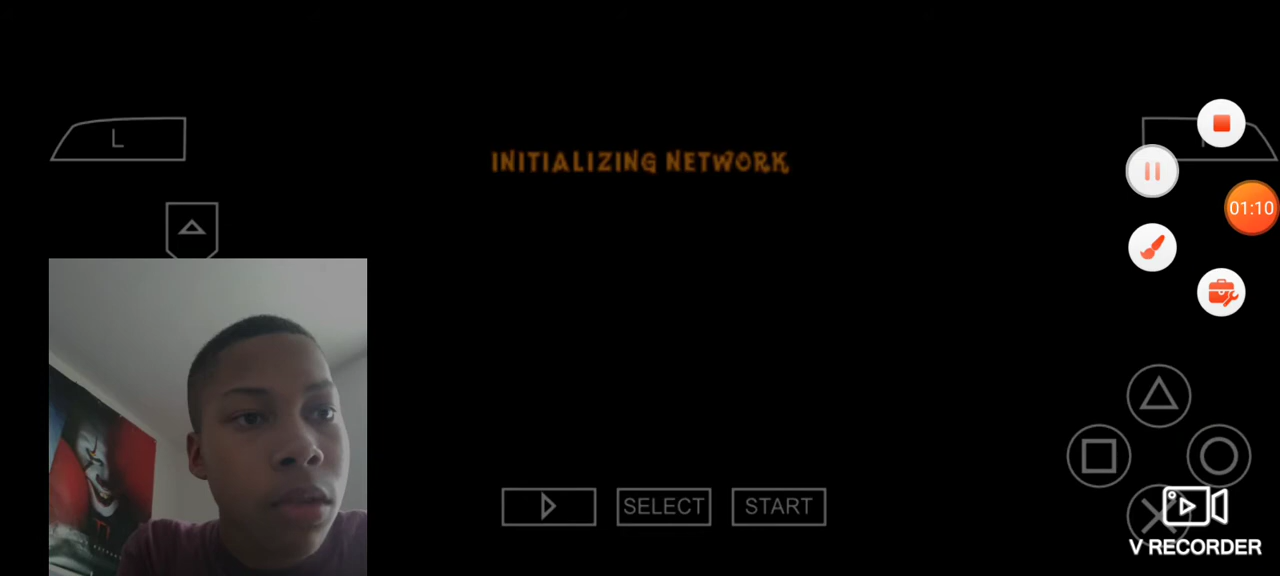 L
INITIALIZING NETWORK
01:10
SELECT
START
V RECORDER